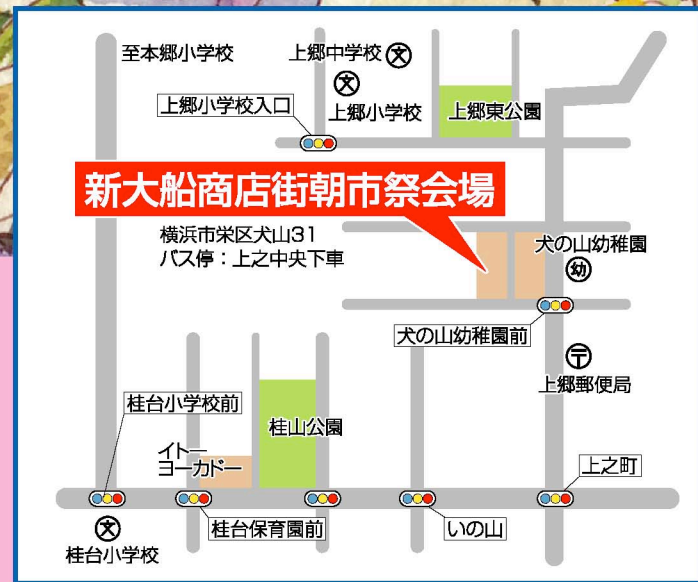 至本郷小学校
上郷中学校
文
文
上郷小学校
上郷小学校入口
上郷東公園
新大船商店街朝市祭会場
横浜市栄区犬山31
バス停：上之中央下車
犬の山幼稚園
幼
犬の山幼稚園前
〒
上郷郵便局
桂台小学校前
桂山公園
イトー
ヨーカドー
上之町
文
桂台小学校
桂台保育園前
いの山